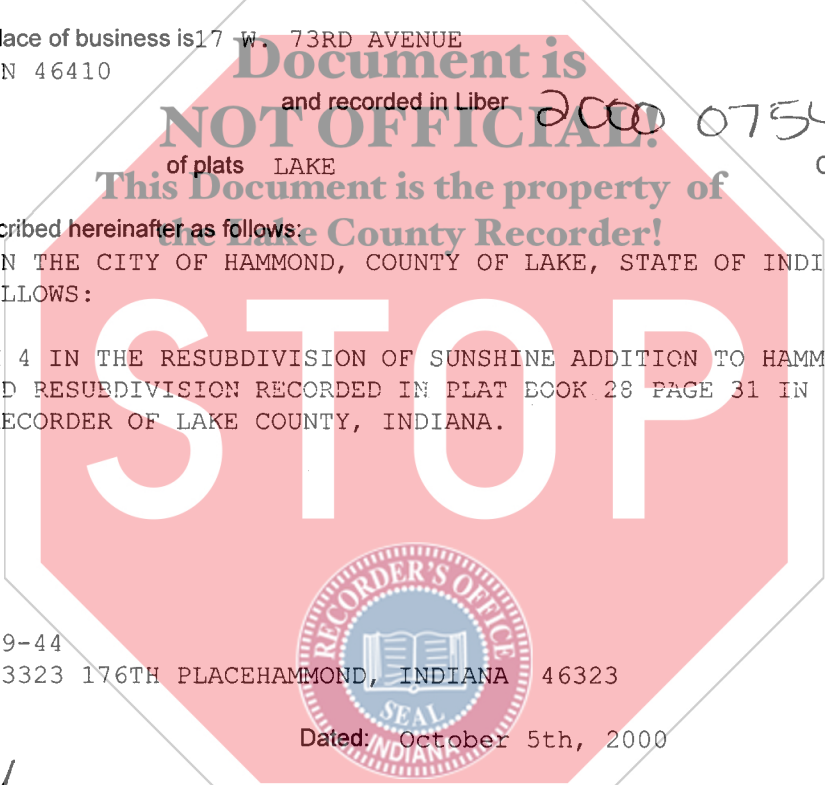 lace of business is17 W. 73RD AVENUE
N 46410
Document is
and recorded in Liber 2000 0754
NOT OFFICIAL!
of plats LAKE
This Document is the property of
cribed hereinafter as follows:
the Lake County Recorder!
N THE CITY OF HAMMOND, COUNTY OF LAKE, STATE OF INDI
LLOWS:
STOP
4 IN THE RESUBDIVISION OF SUNSHINE ADDITION TO HAMM
D RESUBDIVISION RECORDED IN PLAT BOOK 28 PAGE 31 IN
ECORDER OF LAKE COUNTY, INDIANA.
RECORDER'S OFFICE
9-44
3323 176TH PLACEHAMMOND, INDIANA 46323
SEAL
INDIANA
Dated: October 5th, 2000